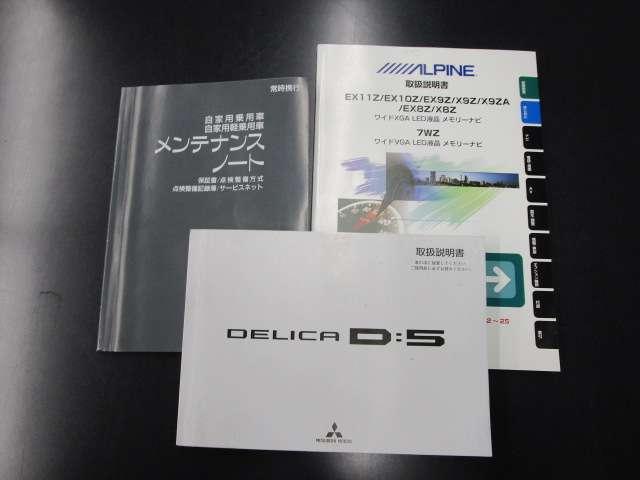 常時携行
自家用乗用車
自家用軽乗用車
メンテナンス
ノート
保証書/点検整備方式
点検整備記録簿/サービスネット
ALPINE
取扱説明書
EX11Z/EX10Z/EX9Z/X9Z/X9ZA
/EX8Z/X8Z
ワイドXGA LED液晶 メモリーナビ
7WZ
ワイドVGA LED液晶 メモリーナビ
2～25
取扱説明書
DELICA D:5
MITSUBISHI MOTORS